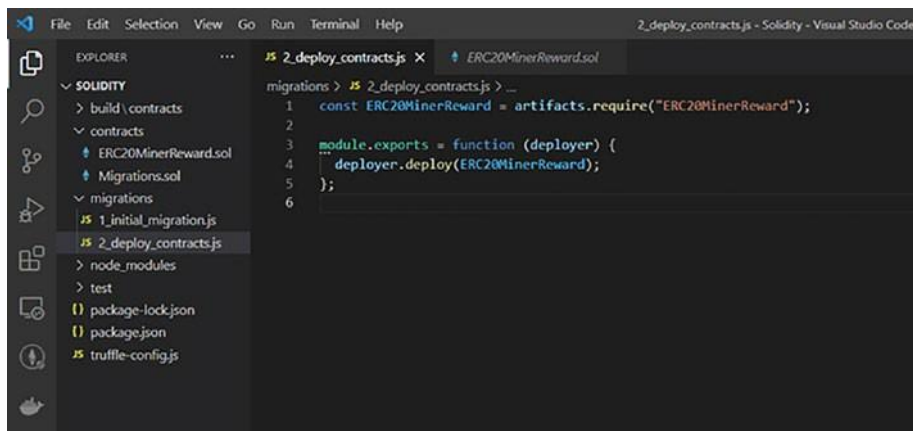 File Edit Selection View Go Run Terminal Help
2_deploy_contracts.js - Solidity - Visual Studio Code
EXPLORER ...
SOLIDITY
> build\contracts
contracts
ERC20MinerReward.sol
Migrations.sol
migrations
JS 1_initial_migration.js
JS 2_deploy_contracts.js
> node_modules
> test
{} package-lock.json
{} package.json
JS truffle-config.js
JS 2_deploy_contracts.js X
ERC20MinerReward.sol
migrations > JS 2_deploy_contracts.js > ...
1 const ERC20MinerReward = artifacts.require("ERC20MinerReward");
2
3 module.exports = function (deployer) {
4 deployer.deploy(ERC20MinerReward);
5 };
6